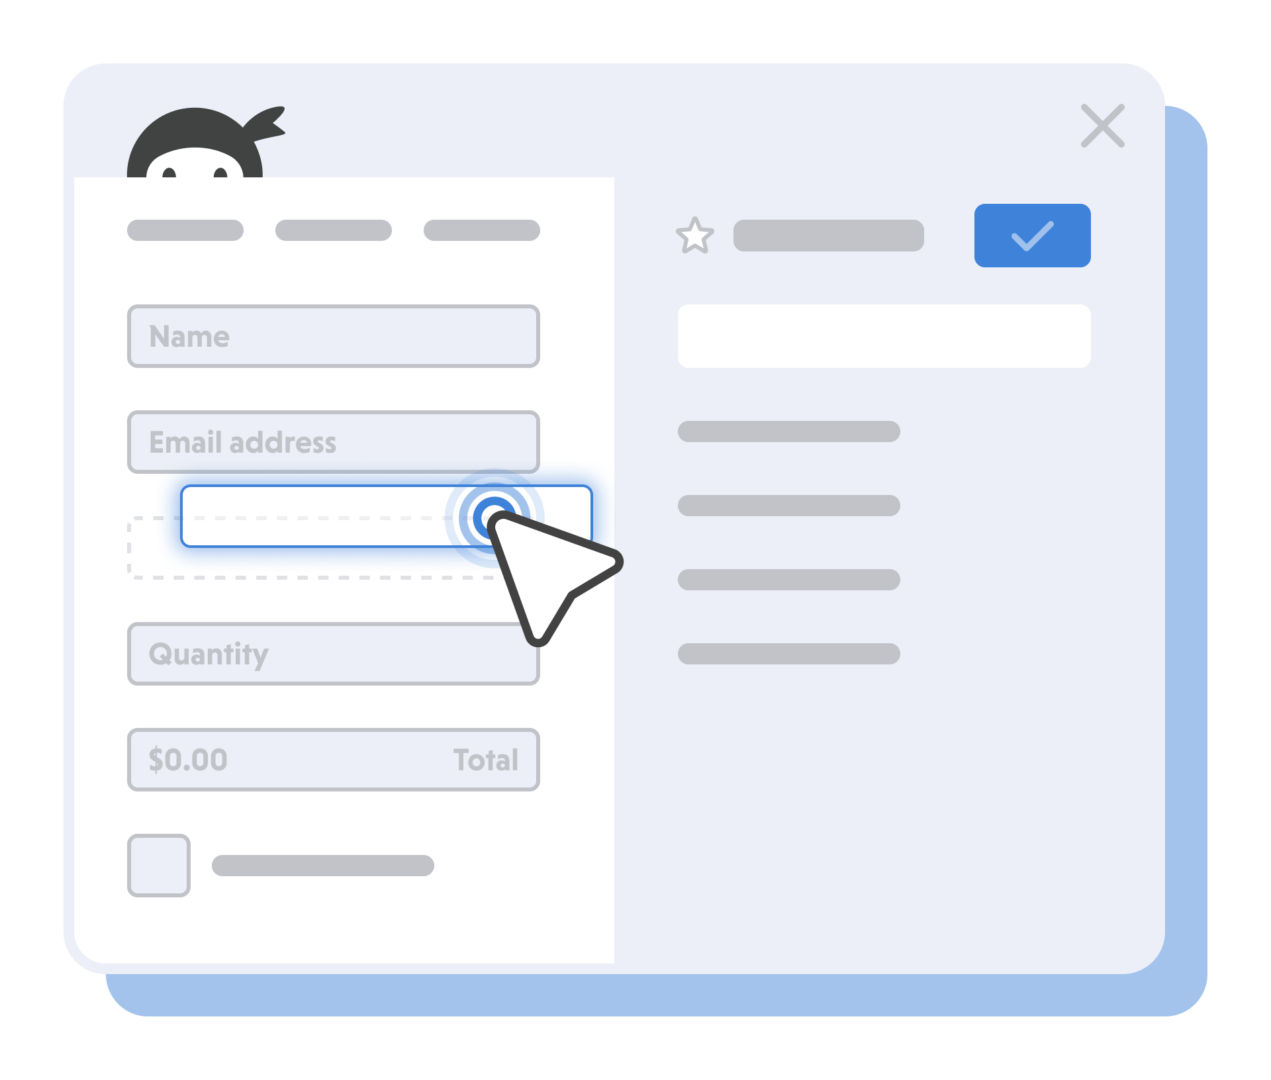 Name
Email address
Quantity
$0.00 Total